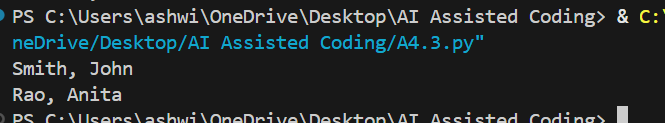 PS C:\Users\ashwi\OneDrive\Desktop\AI Assisted Coding> & C:\
neDrive/Desktop/AI Assisted Coding/A4.3.py"
Smith, John
Rao, Anita
PS C:\Users\ashwi\OneDrive\Desktop\AI Assisted Coding>